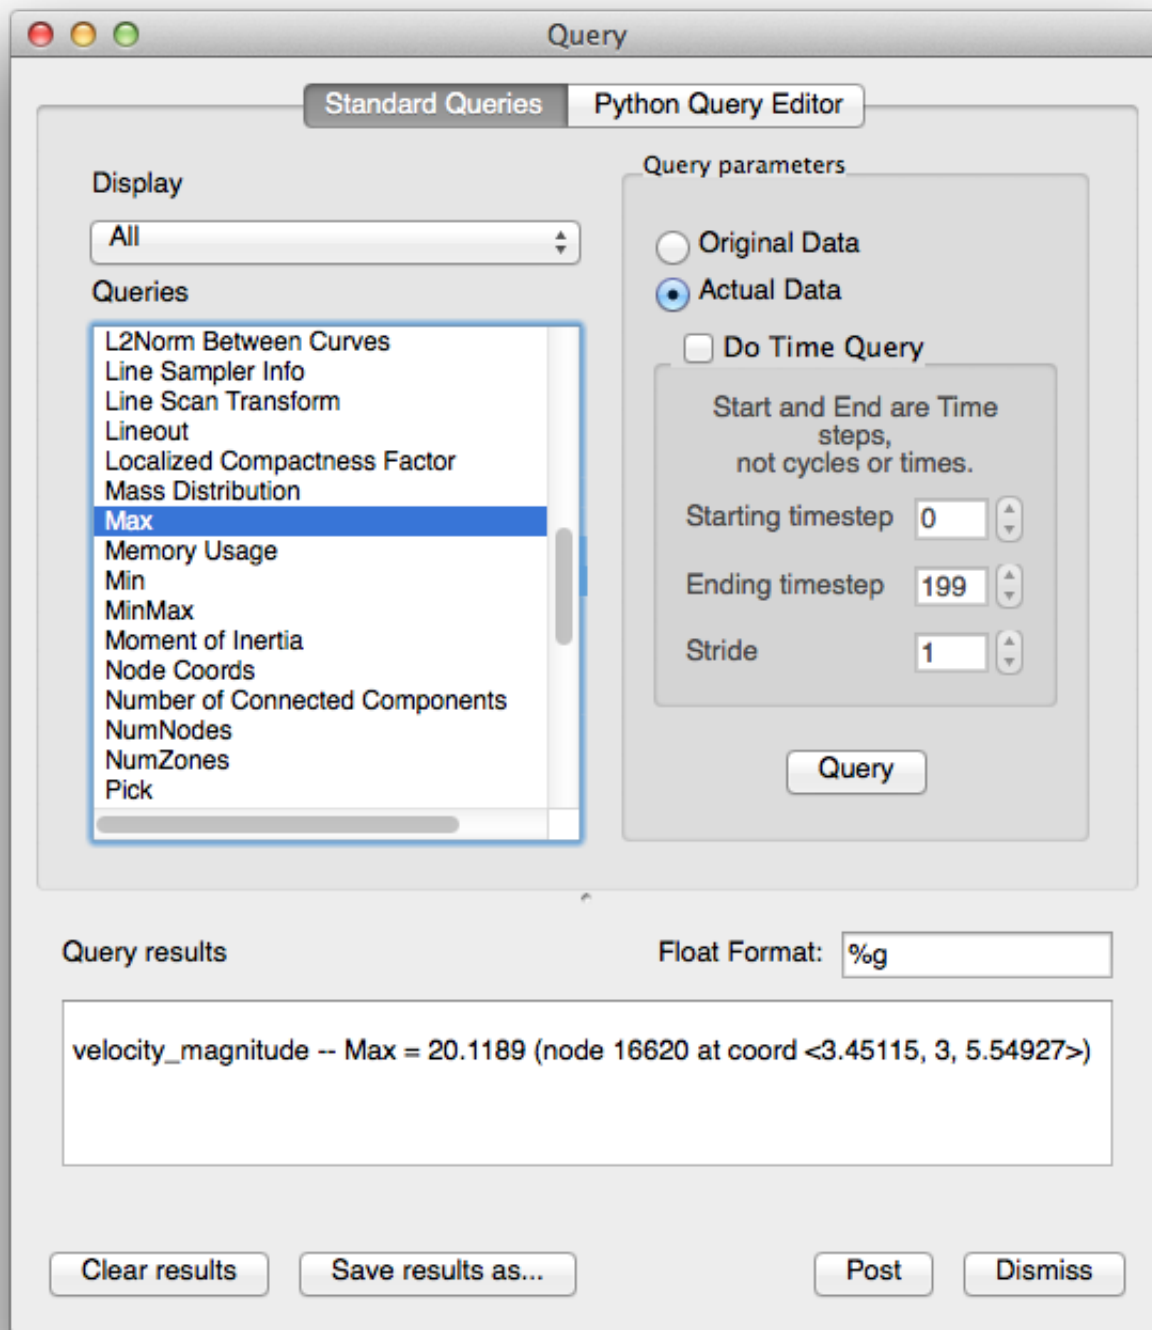 Query
Standard Queries
Python Query Editor
Display
All
Queries
L2Norm Between Curves
Line Sampler Info
Line Scan Transform
Lineout
Localized Compactness Factor
Mass Distribution
Max
Memory Usage
Min
MinMax
Moment of Inertia
Node Coords
Number of Connected Components
NumNodes
NumZones
Pick
Query parameters
Original Data
Actual Data
Do Time Query
Start and End are Time
steps,
not cycles or times.
Starting timestep 0
Ending timestep 199
Stride 1
Query
Query results
Float Format: %g
velocity_magnitude -- Max = 20.1189 (node 16620 at coord <3.45115, 3, 5.54927>)
Clear results
Save results as...
Post
Dismiss